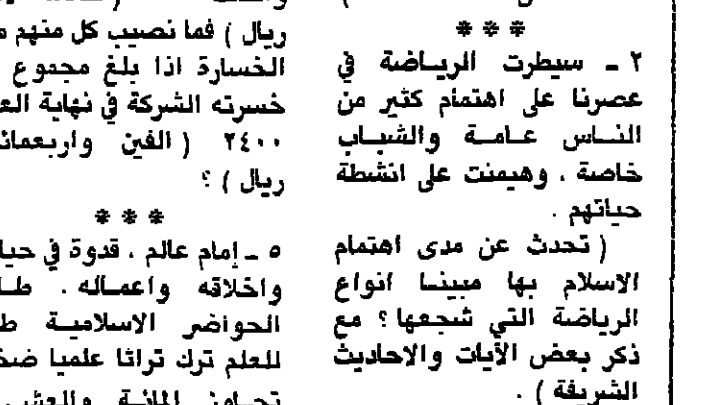 * * *
٢ ـ سيطرت الرياضة في
عصرنا على اهتمام كثير من
الناس عامة والشباب
خاصة ، وهيمنت على انشطة
حياتهم .
( تحدث عن مدى اهتمام
الاسلام بها مبينا انواع
الرياضة التي شجعها ؟ مع
ذكر بعض الآيات والاحاديث
الشريفة ) .
ريال ) فما نصيب كل منهم
الخسارة اذا بلغ مجموع
خسرته الشركة في نهاية
٢٤٠٠ ( الفين واربعمائ
ريال ) ؟
* * *
٥ ـ إمام عالم ، قدوة في
واخلاقه واعماله .
الحواضر الاسلامية
للعلم ترك تراثا علميا